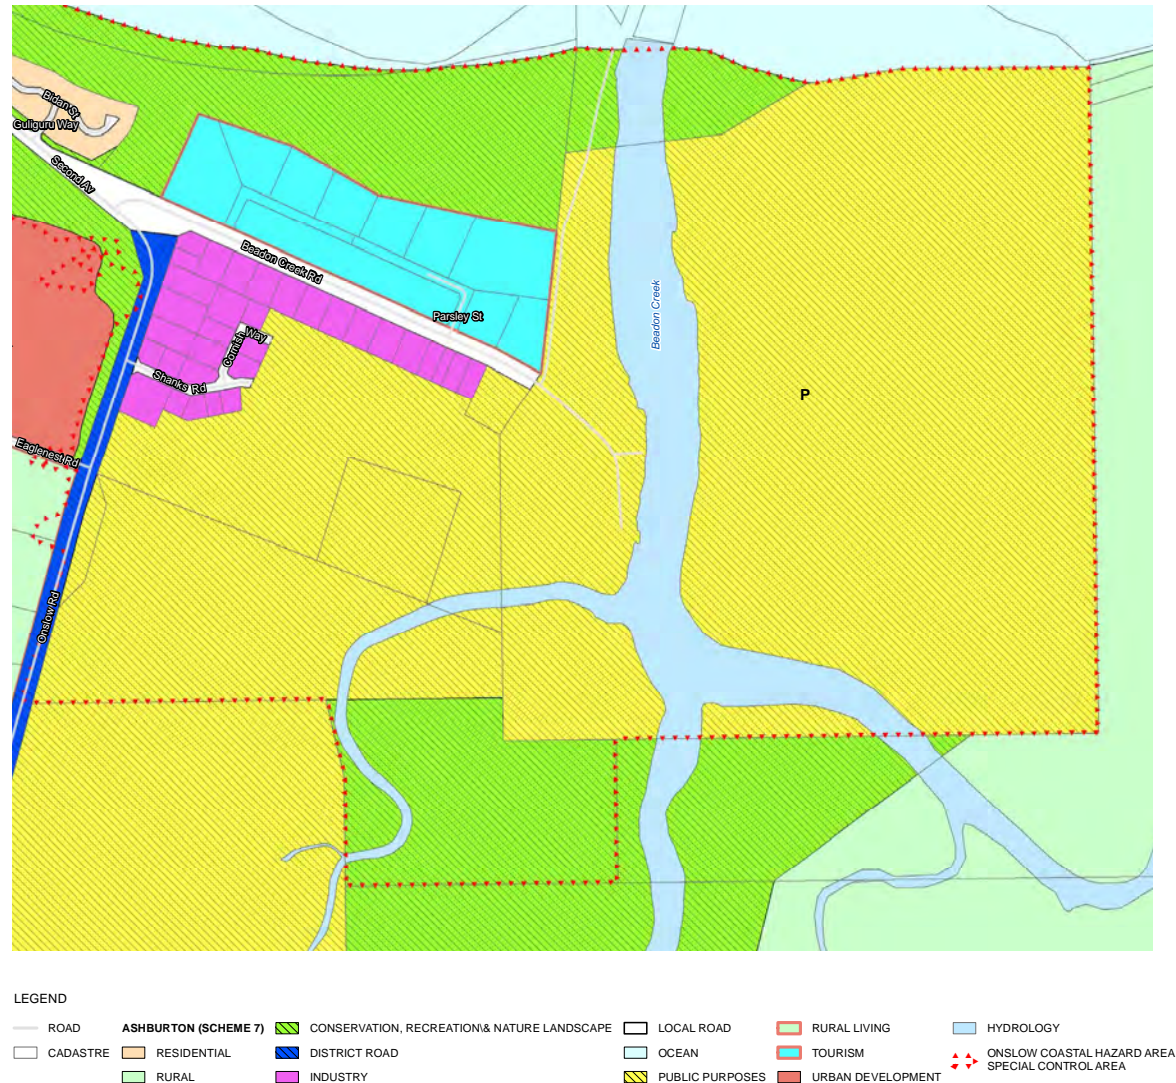 Bidan St
Guliguru Way
Second Av
Beadon Creek Rd
Parsley St
Beadon Creek
Way
Cornish
Shanks Rd
P
Eaglenest Rd
Onslow Rd
LEGEND
ROAD
CADASTRE
ASHBURTON (SCHEME 7)
RESIDENTIAL
RURAL
CONSERVATION, RECREATION\& NATURE LANDSCAPE
DISTRICT ROAD
INDUSTRY
LOCAL ROAD
OCEAN
PUBLIC PURPOSES
RURAL LIVING
TOURISM
URBAN DEVELOPMENT
HYDROLOGY
ONSLOW COASTAL HAZARD AREA
SPECIAL CONTROL AREA